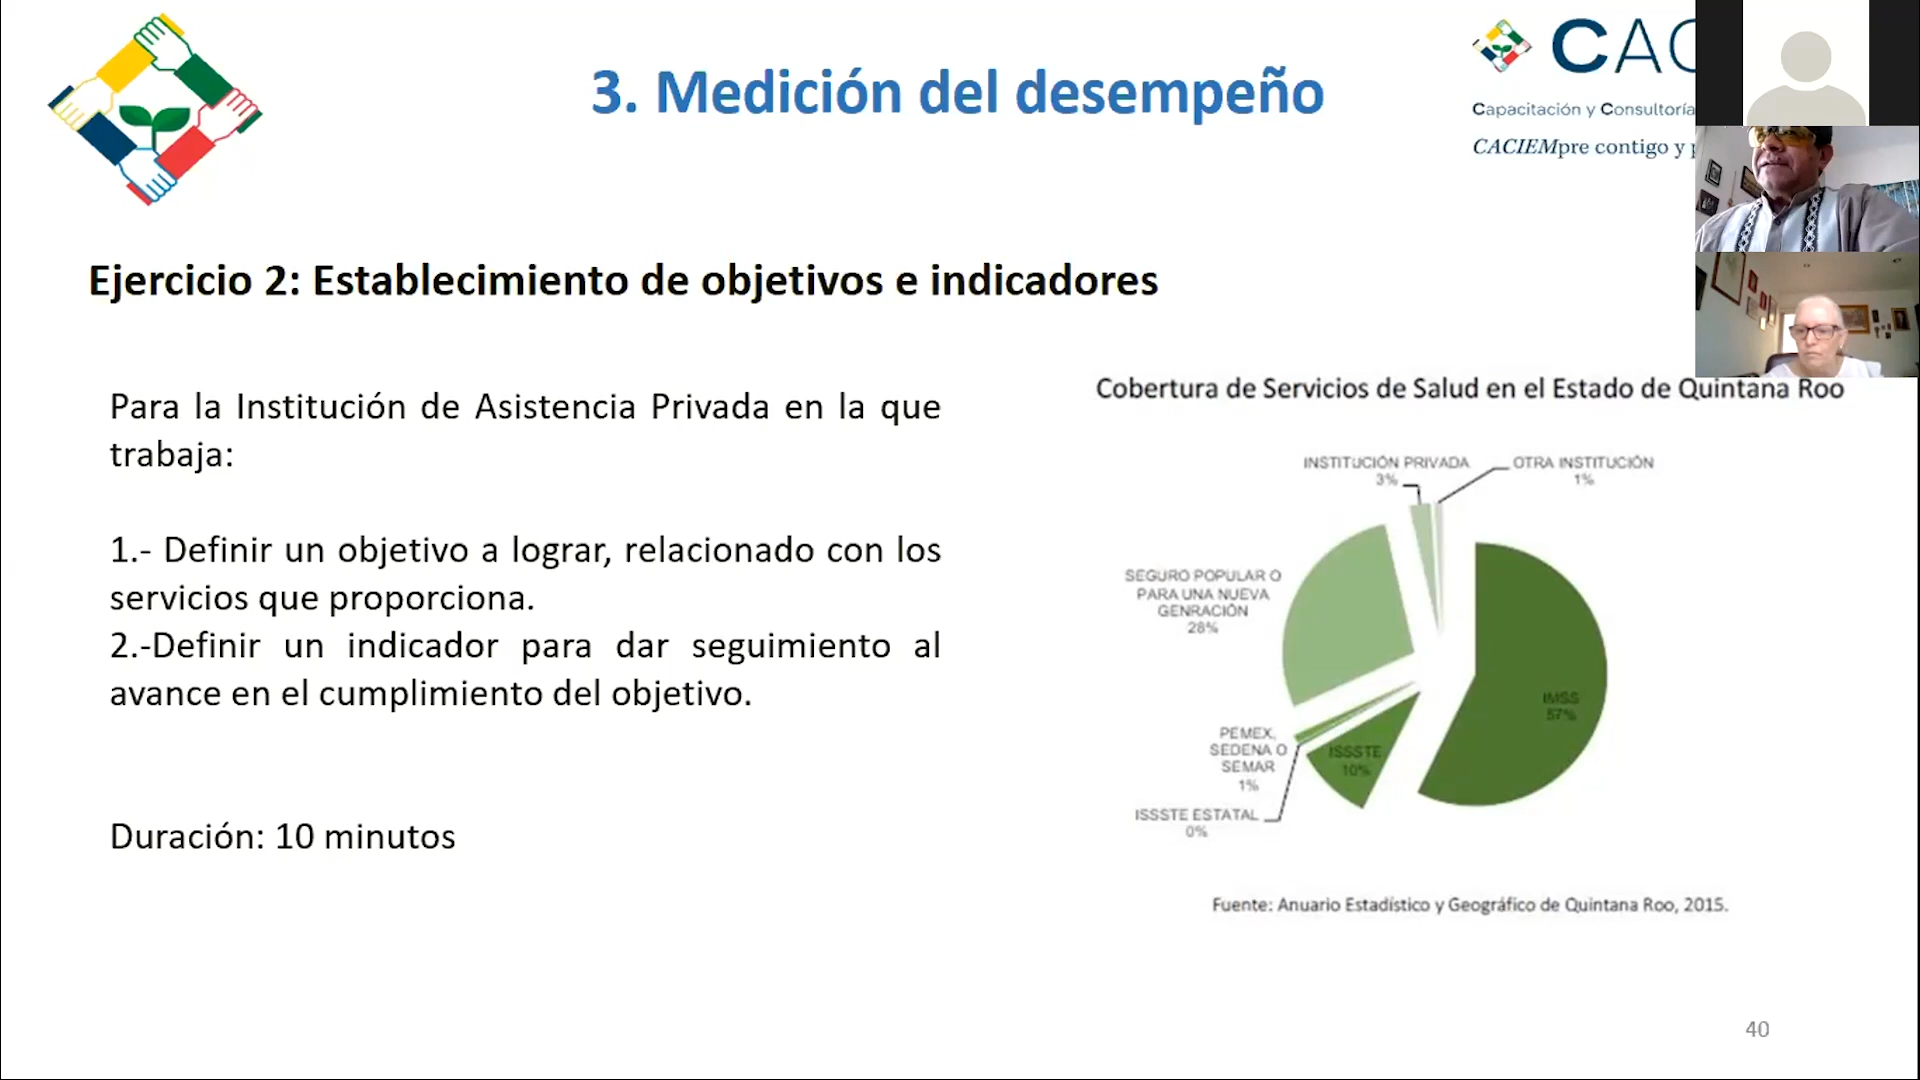 3. Medición del desempeño
CAC
Capacitación y Consultoría
CACIEMpre contigo y p
Ejercicio 2: Establecimiento de objetivos e indicadores
Para la Institución de Asistencia Privada en la que
trabaja:
1.- Definir un objetivo a lograr, relacionado con los
servicios que proporciona.
2.-Definir un indicador para dar seguimiento al
avance en el cumplimiento del objetivo.
Duración: 10 minutos
Cobertura de Servicios de Salud en el Estado de Quintana Roo
INSTITUCIÓN PRIVADA
3%
OTRA INSTITUCIÓN
1%
SEGURO POPULAR O
PARA UNA NUEVA
GENRACIÓN
28%
IMSS
57%
PEMEX,
SEDENA O
SEMAR
1%
ISSSTE
10%
ISSSTE ESTATAL
0%
Fuente: Anuario Estadístico y Geográfico de Quintana Roo, 2015.
40